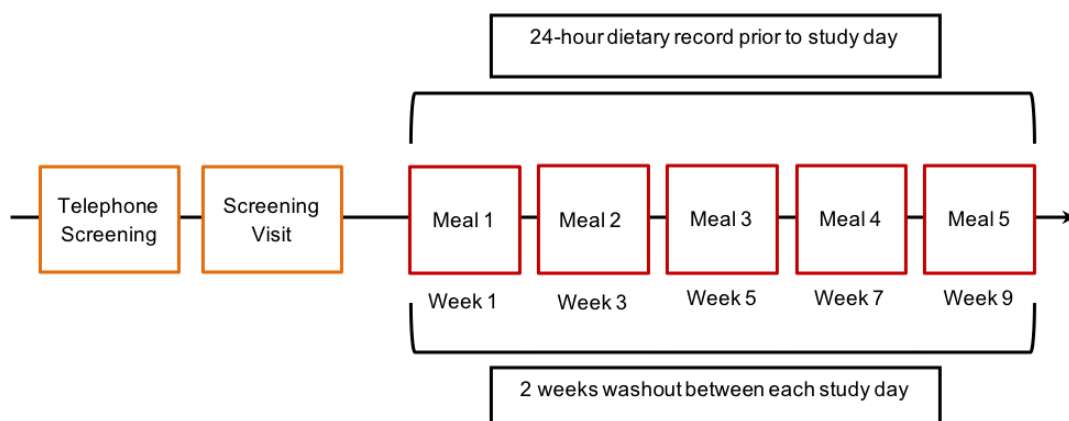 24-hour dietary record prior to study day
Telephone
Screening
Screening
Visit
Meal 1
Meal 2
Meal 3
Meal 4
Meal 5
Week 1
Week 3
Week 5
Week 7
Week 9
2 weeks washout between each study day